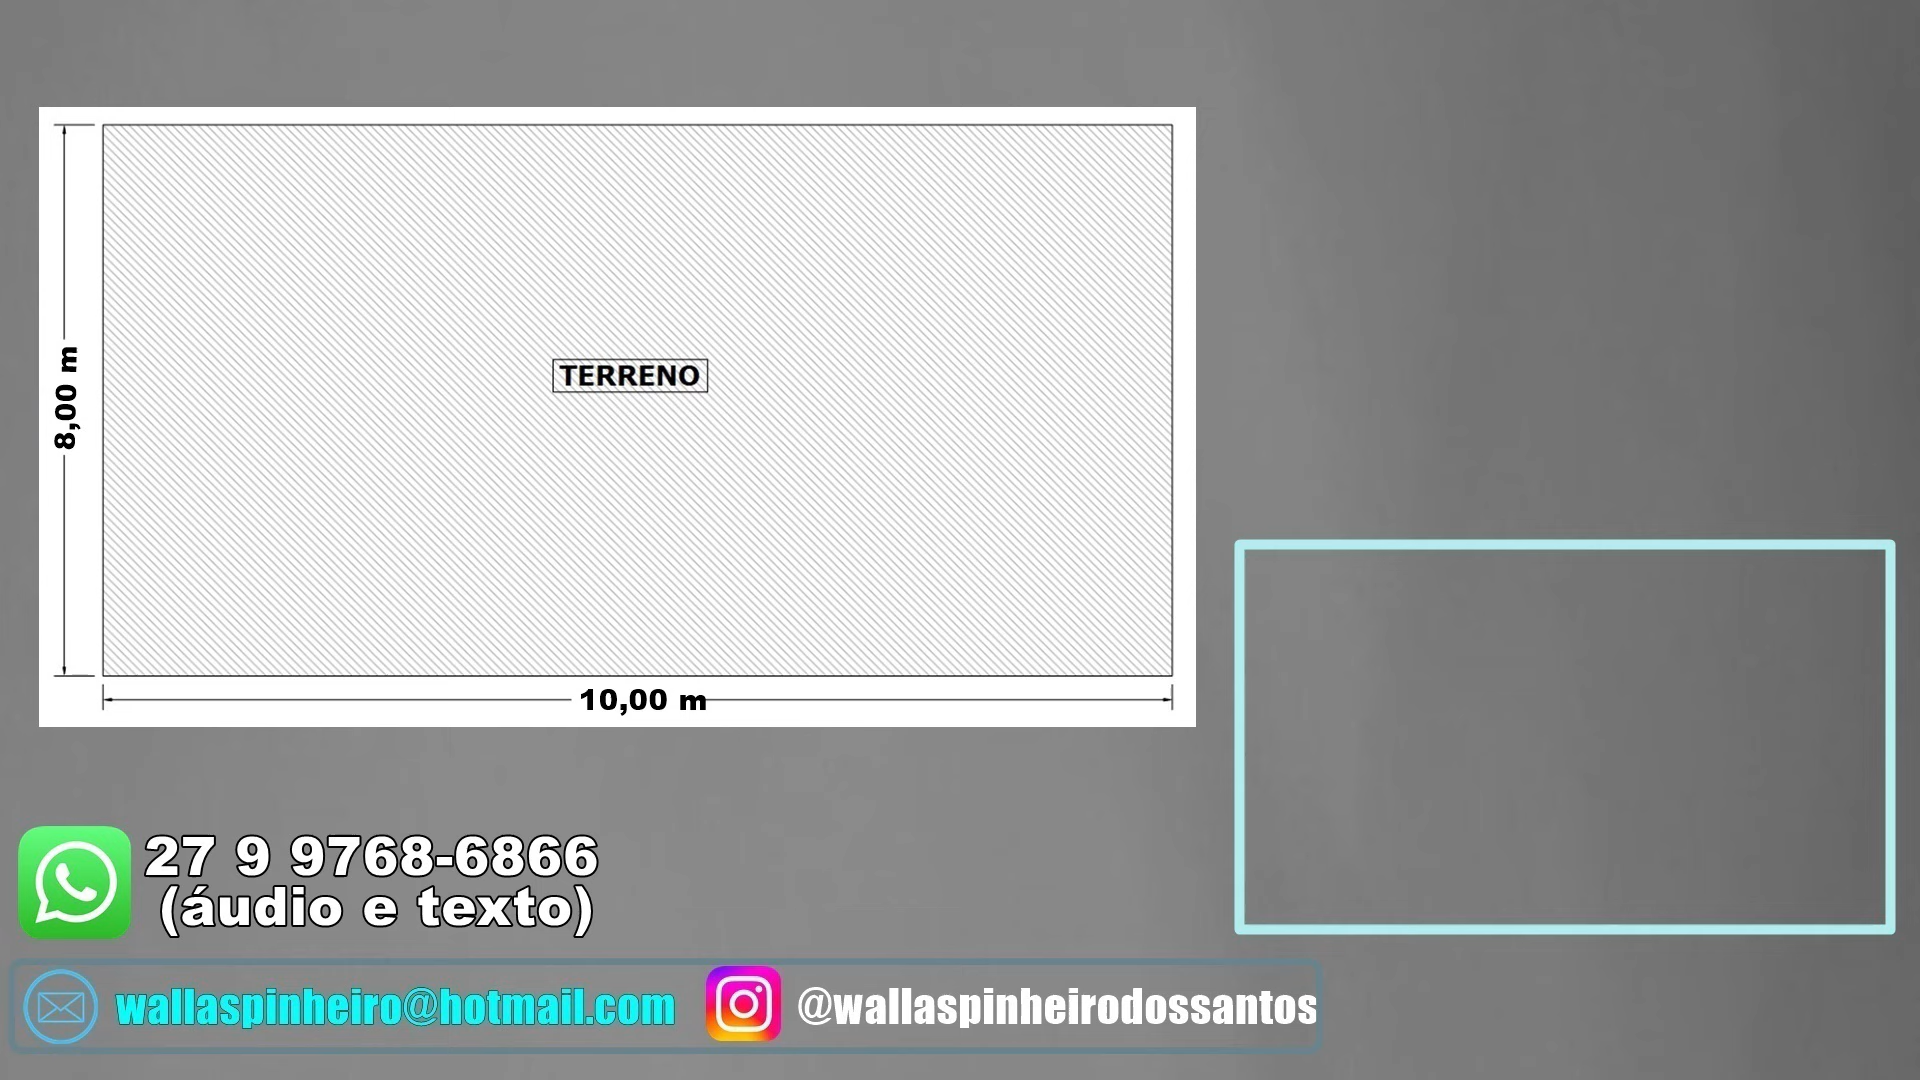 8,00 m
TERRENO
10,00 m
27 9 9768-6866
(áudio e texto)
wallaspinheiro@hotmail.com
@wallaspinheirodossantos